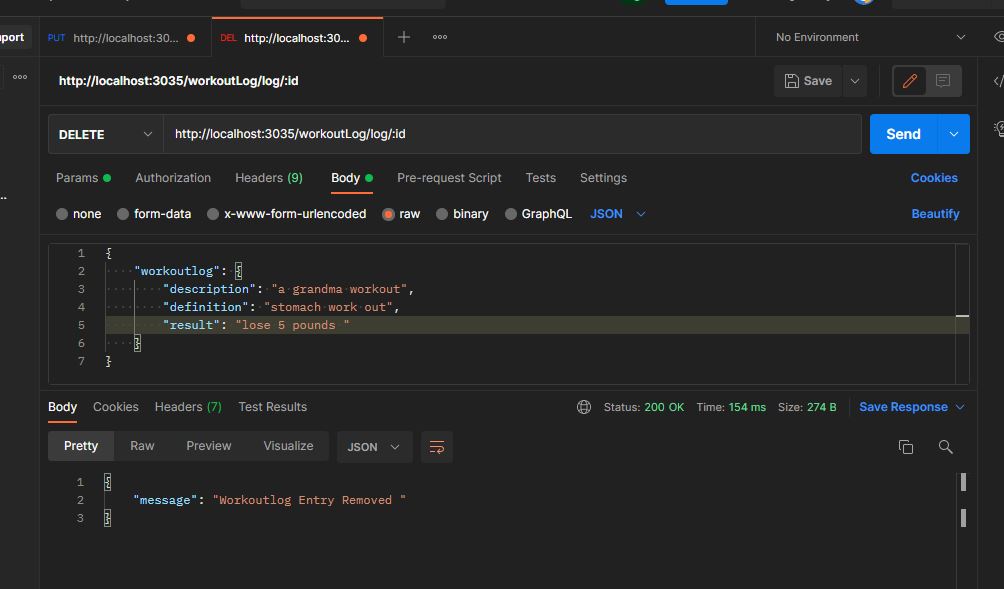 port
PUT http://localhost:30...
DEL http://localhost:30...
No Environment
http://localhost:3035/workoutLog/log/:id
Save
DELETE
http://localhost:3035/workoutLog/log/:id
Send
Params
Authorization
Headers (9)
Body
Pre-request Script
Tests
Settings
Cookies
none
form-data
x-www-form-urlencoded
raw
binary
GraphQL
JSON
Beautify
1 {
2 "workoutlog": {
3 "description": "a grandma workout",
4 "definition": "stomach work out",
5 "result": "lose 5 pounds "
6 }
7 }
Body
Cookies
Headers (7)
Test Results
Status: 200 OK
Time: 154 ms
Size: 274 B
Save Response
Pretty
Raw
Preview
Visualize
JSON
1 {
2 "message": "Workoutlog Entry Removed "
3 }